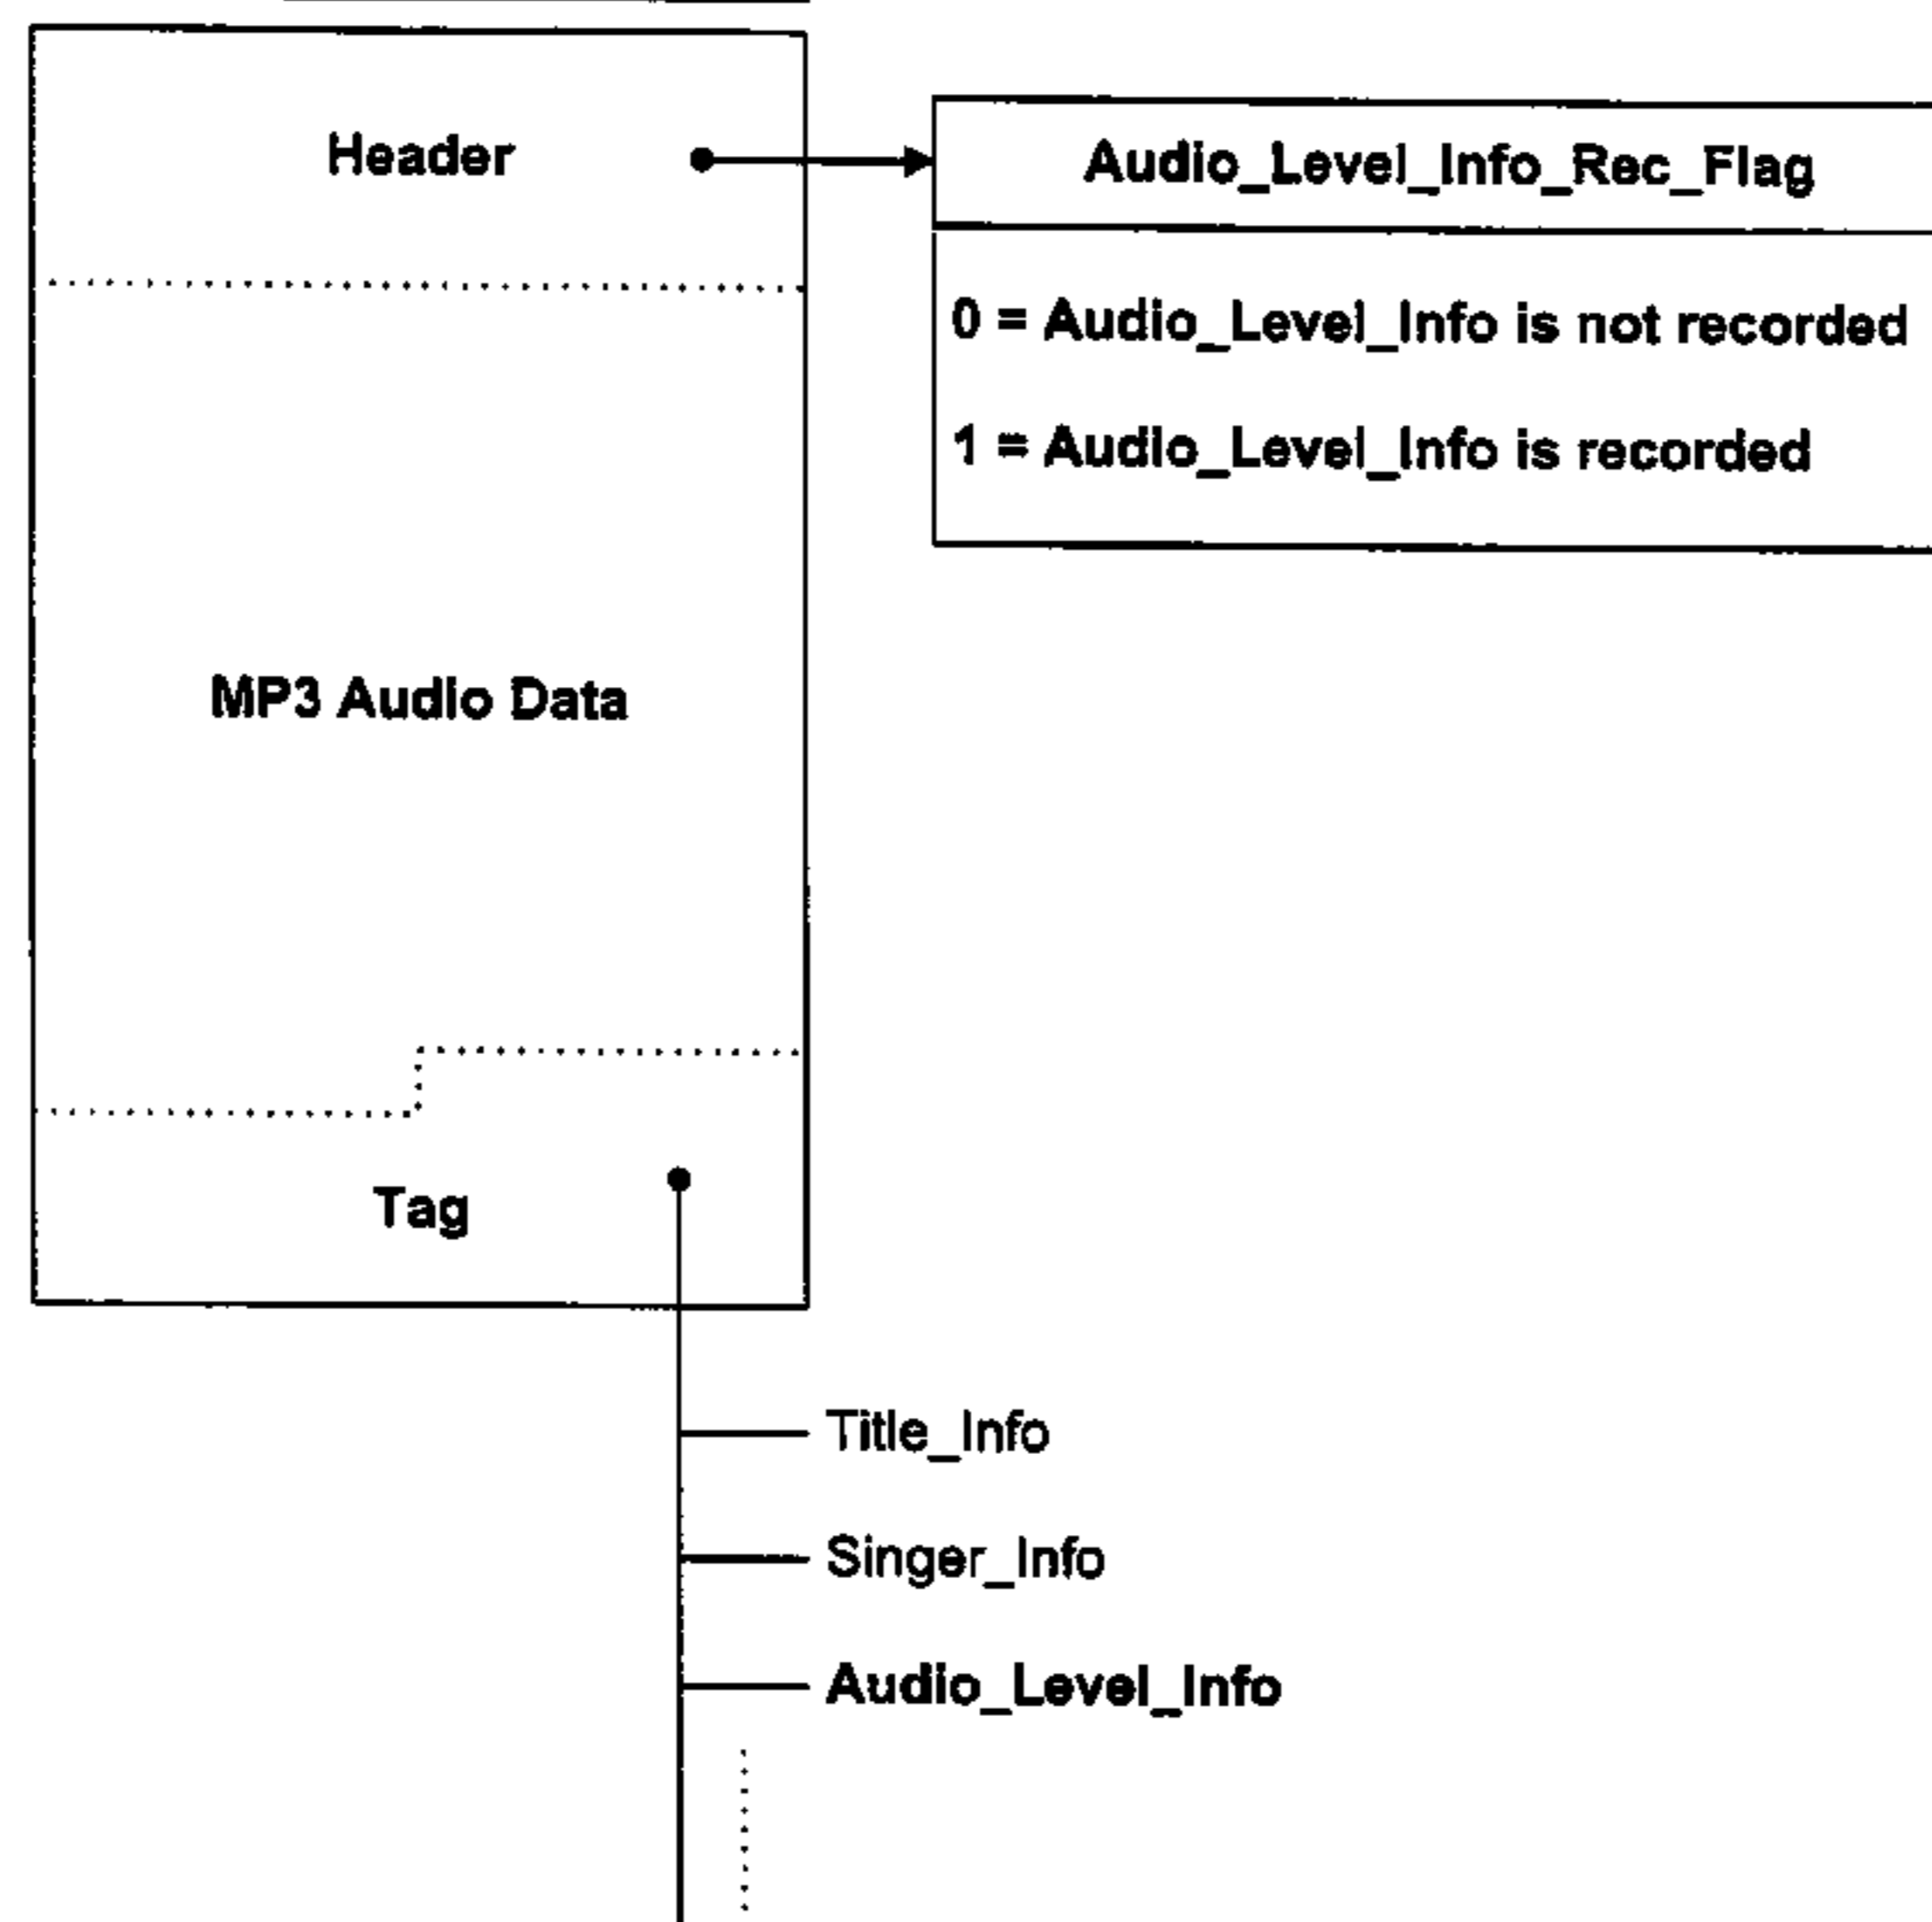 Header
Audio_Level_Info_Rec_Flag
0 = Audio_Level_Info is not recorded
1 = Audio_Level_Info is recorded
MP3 Audio Data
Tag
Title_Info
Singer_Info
Audio_Level_Info